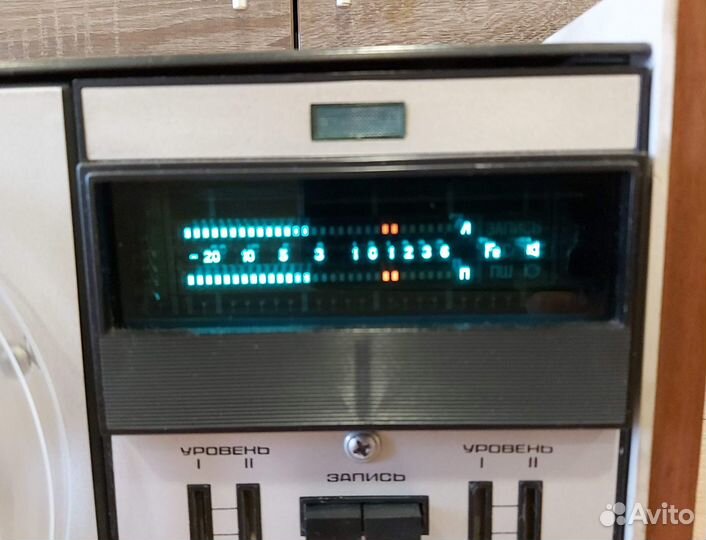 Л
- 20 10 5 3 1 0 1 2 3 6
П
УРОВЕНЬ УРОВЕНЬ
I II I II
ЗАПИСЬ
Avito